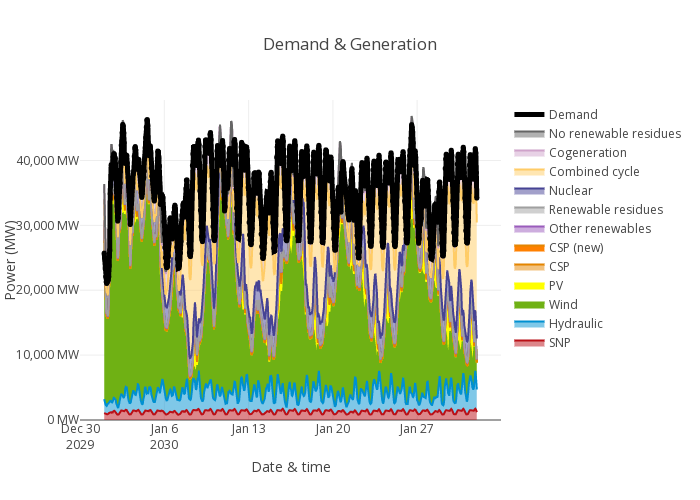 Demand & Generation
Power (MW)
40,000 MW
30,000 MW
20,000 MW
10,000 MW
0 MW
Dec 30
2029
Jan 6
2030
Jan 13
Jan 20
Jan 27
Date & time
Demand
No renewable residues
Cogeneration
Combined cycle
Nuclear
Renewable residues
Other renewables
CSP (new)
CSP
PV
Wind
Hydraulic
SNP